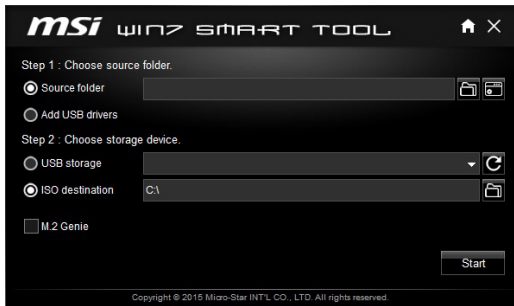 msi WIN7 SMART TOOL
Step 1 : Choose source folder.
Source folder
Add USB drivers
Step 2 : Choose storage device.
USB storage
ISO destination C:\
M.2 Genie
Start
Copyright © 2015 Micro-Star INT'L CO., LTD. All rights reserved.